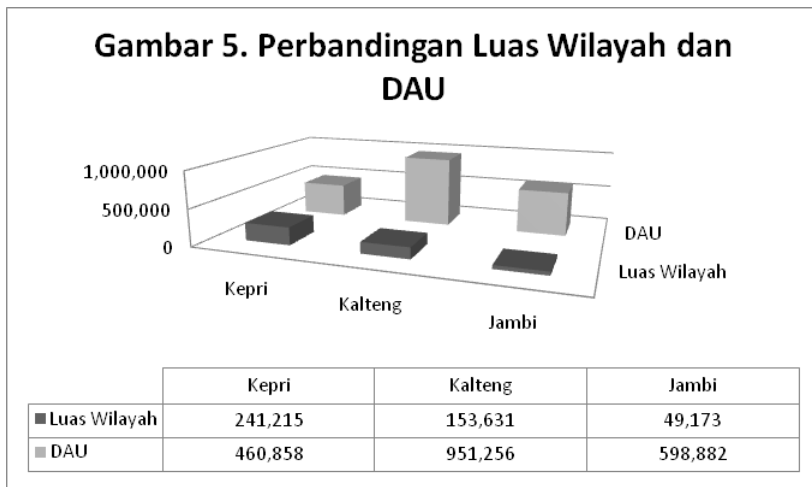 Gambar 5. Perbandingan Luas Wilayah dan
DAU
1,000,000
500,000
0
DAU
Luas Wilayah
Kepri
Kalteng
Jambi
Kepri Kalteng Jambi
Luas Wilayah 241,215 153,631 49,173
DAU 460,858 951,256 598,882